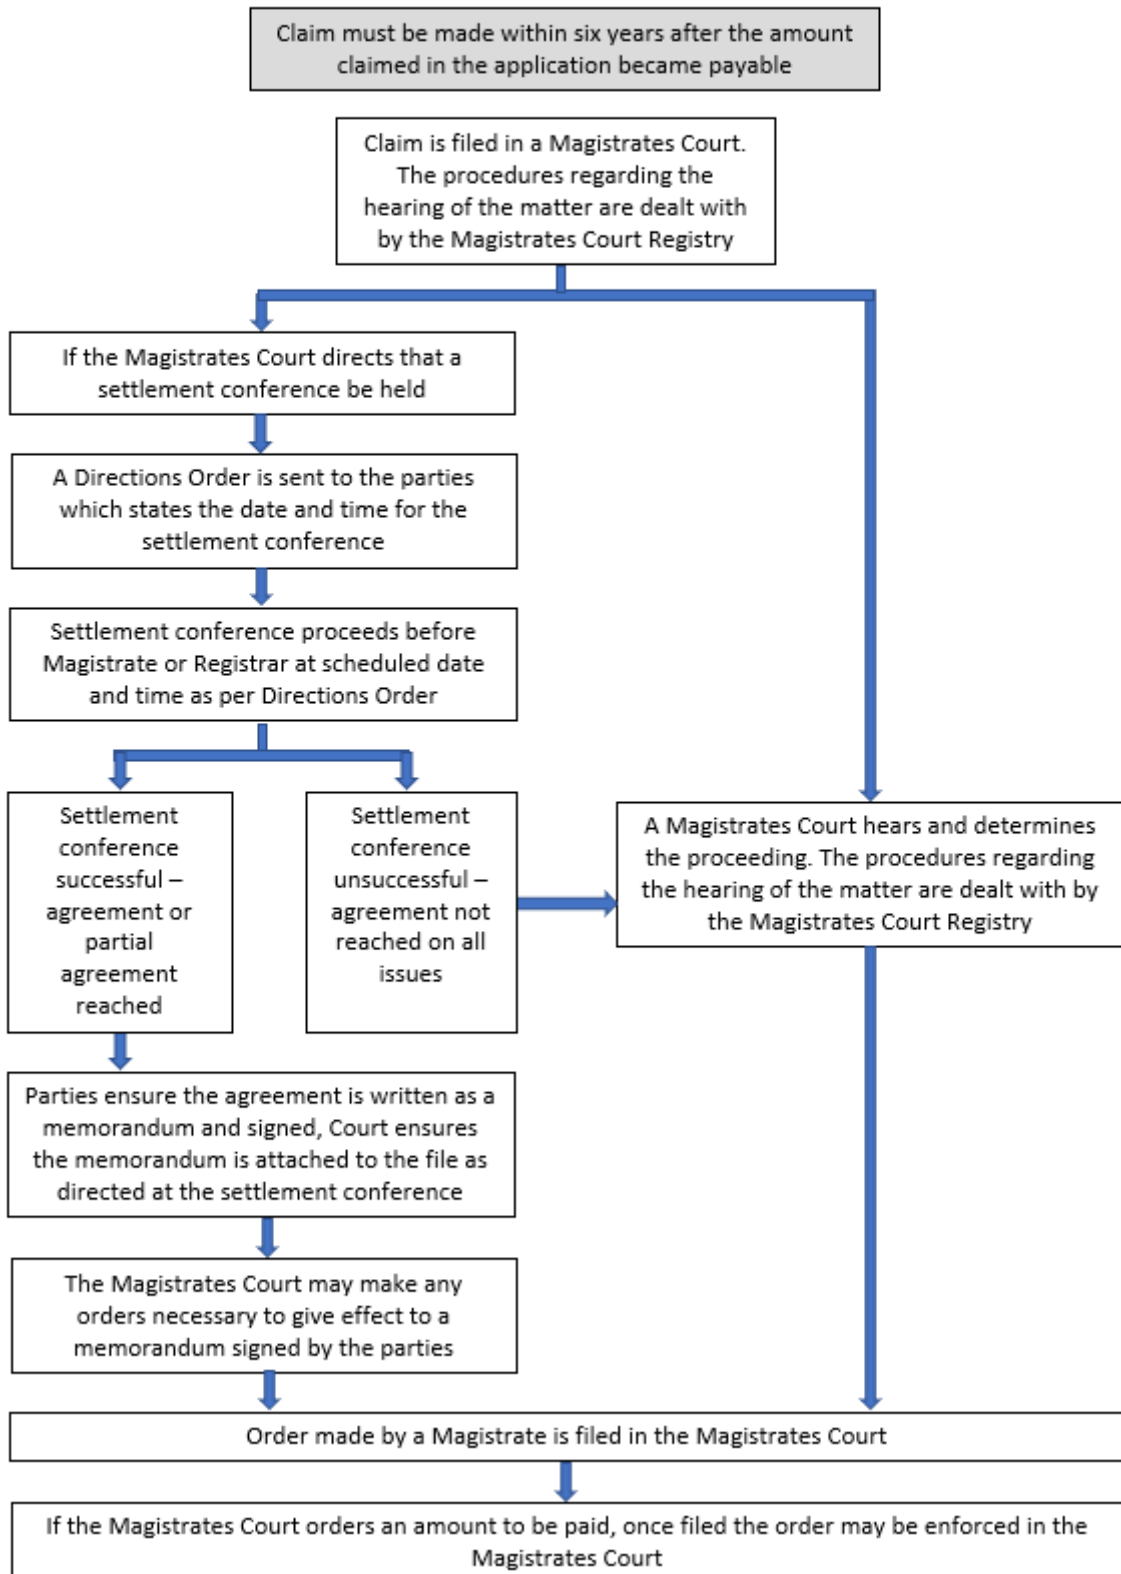 Claim must be made within six years after the amount
claimed in the application became payable
Claim is filed in a Magistrates Court.
The procedures regarding the
hearing of the matter are dealt with
by the Magistrates Court Registry
If the Magistrates Court directs that a
settlement conference be held
A Directions Order is sent to the parties
which states the date and time for the
settlement conference
Settlement conference proceeds before
Magistrate or Registrar at scheduled date
and time as per Directions Order
Settlement
conference
successful –
agreement or
partial
agreement
reached
Settlement
conference
unsuccessful –
agreement not
reached on all
issues
A Magistrates Court hears and determines
the proceeding. The procedures regarding
the hearing of the matter are dealt with by
the Magistrates Court Registry
Parties ensure the agreement is written as a
memorandum and signed, Court ensures
the memorandum is attached to the file as
directed at the settlement conference
The Magistrates Court may make any
orders necessary to give effect to a
memorandum signed by the parties
Order made by a Magistrate is filed in the Magistrates Court
If the Magistrates Court orders an amount to be paid, once filed the order may be enforced in the
Magistrates Court